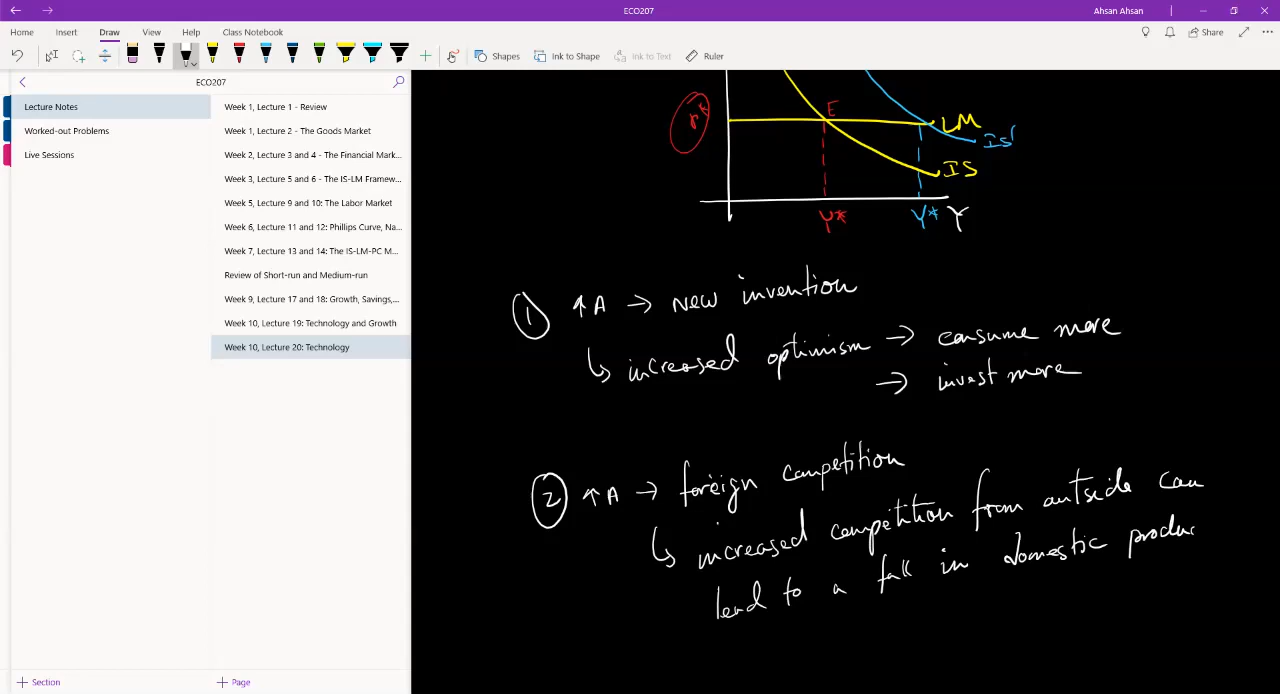 ECO207
Ahsan Ahsan
Home Insert Draw View Help Class Notebook
Share
Shapes Ink to Shape Ink to Text Ruler
ECO207
Lecture Notes
Worked-out Problems
Live Sessions
Week 1, Lecture 1 - Review
Week 1, Lecture 2 - The Goods Market
Week 2, Lecture 3 and 4 - The Financial Mark...
Week 3, Lecture 5 and 6 - The IS-LM Framew...
Week 5, Lecture 9 and 10: The Labor Market
Week 6, Lecture 11 and 12: Phillips Curve, Na...
Week 7, Lecture 13 and 14: The IS-LM-PC M...
Review of Short-run and Medium-run
Week 9, Lecture 17 and 18: Growth, Savings,...
Week 10, Lecture 19: Technology and Growth
Week 10, Lecture 20: Technology
+ Section
+ Page
r* E LM
IS'
IS
Y* Y* Y
1 ↑A → new invention
↳ increased optimism → consume more
→ invest more
2 ↑A → foreign competition
↳ increased competition from outside can
lead to a fall in domestic produc